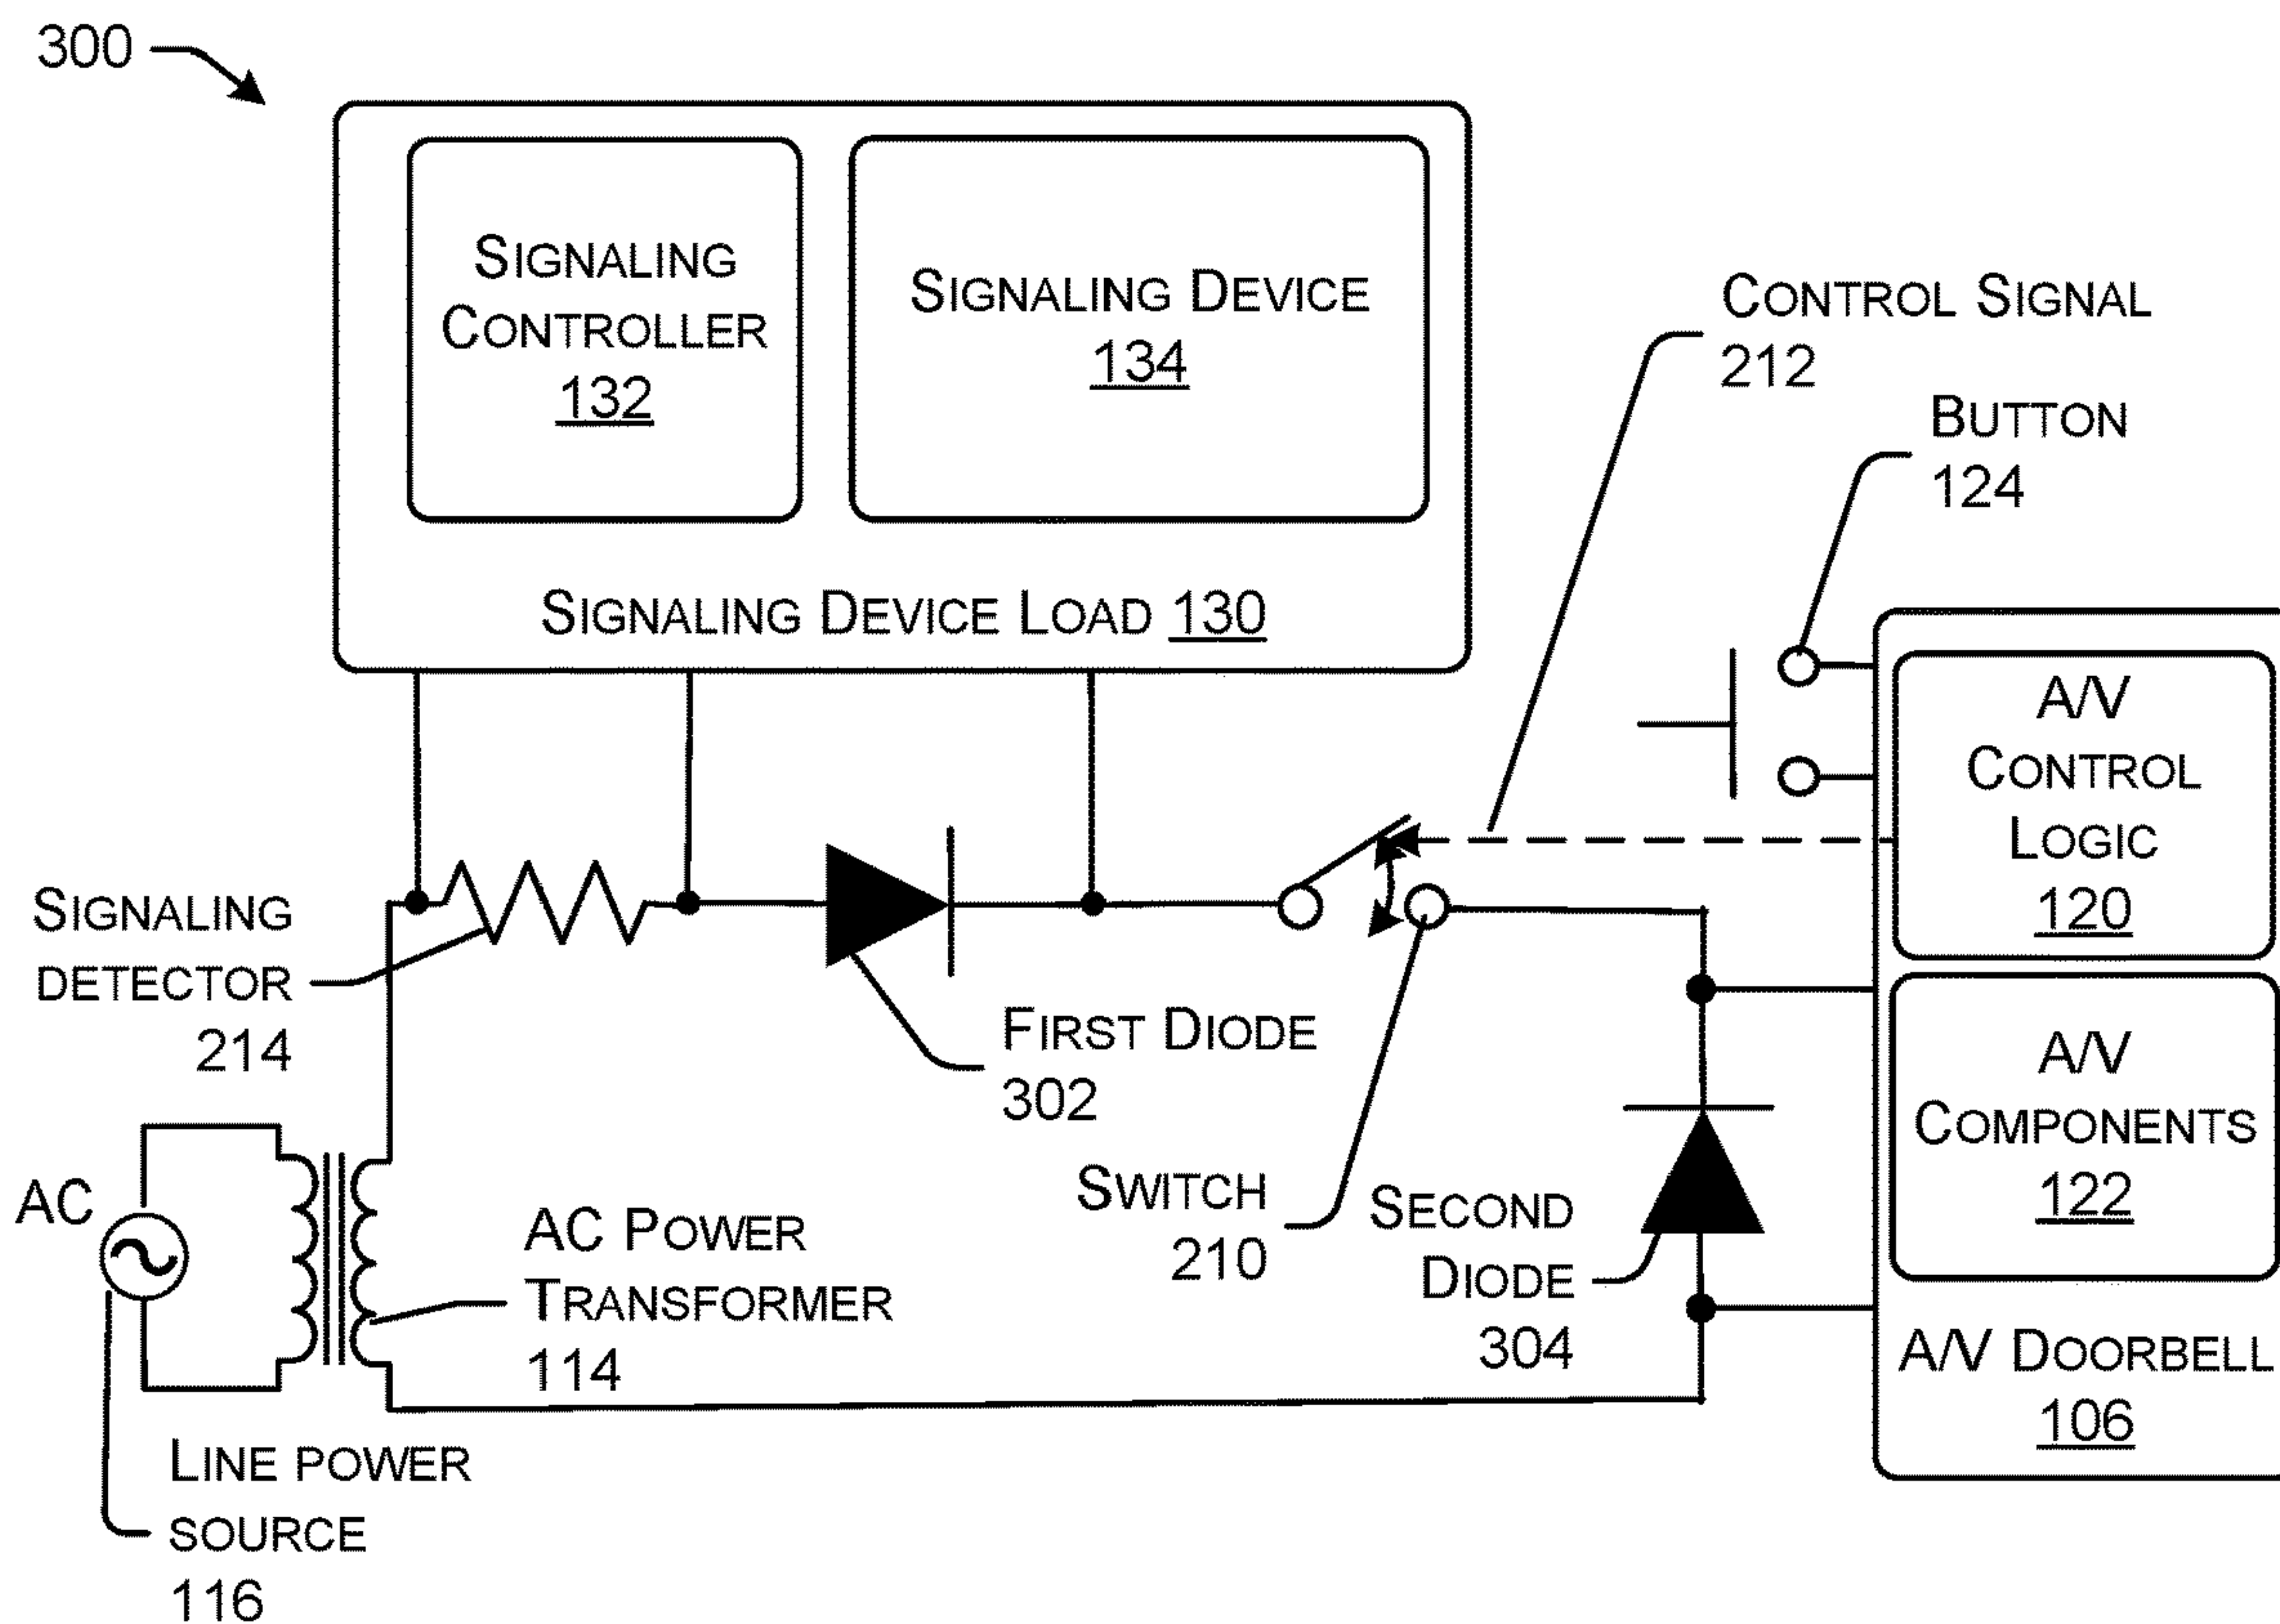 300
SIGNALING
CONTROLLER
132
SIGNALING DEVICE
134
SIGNALING DEVICE LOAD 130
CONTROL SIGNAL
212
BUTTON
124
A/V
CONTROL
LOGIC
120
SIGNALING
DETECTOR
214
FIRST DIODE
302
SWITCH
210
SECOND
DIODE
304
A/V
COMPONENTS
122
A/V DOORBELL
106
AC
AC POWER
TRANSFORMER
114
LINE POWER
SOURCE
116